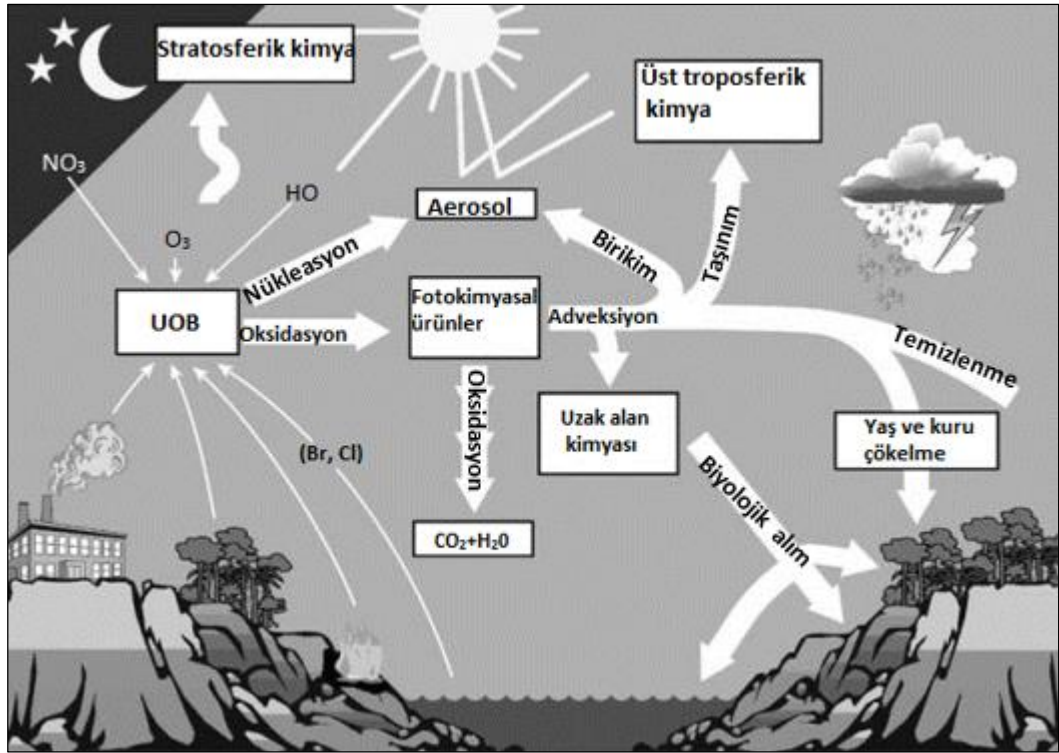 Stratosferik kimya
Üst troposferik
kimya
NO₃
HO
O₃
Aerosol
Nükleasyon
Birikim
Taşınım
UOB
Oksidasyon
Fotokimyasal
ürünler
Adveksiyon
Temizlenme
Oksidasyon
Uzak alan
kimyası
Yaş ve kuru
çökelme
(Br, Cl)
Biyolojik alım
CO₂+H₂0